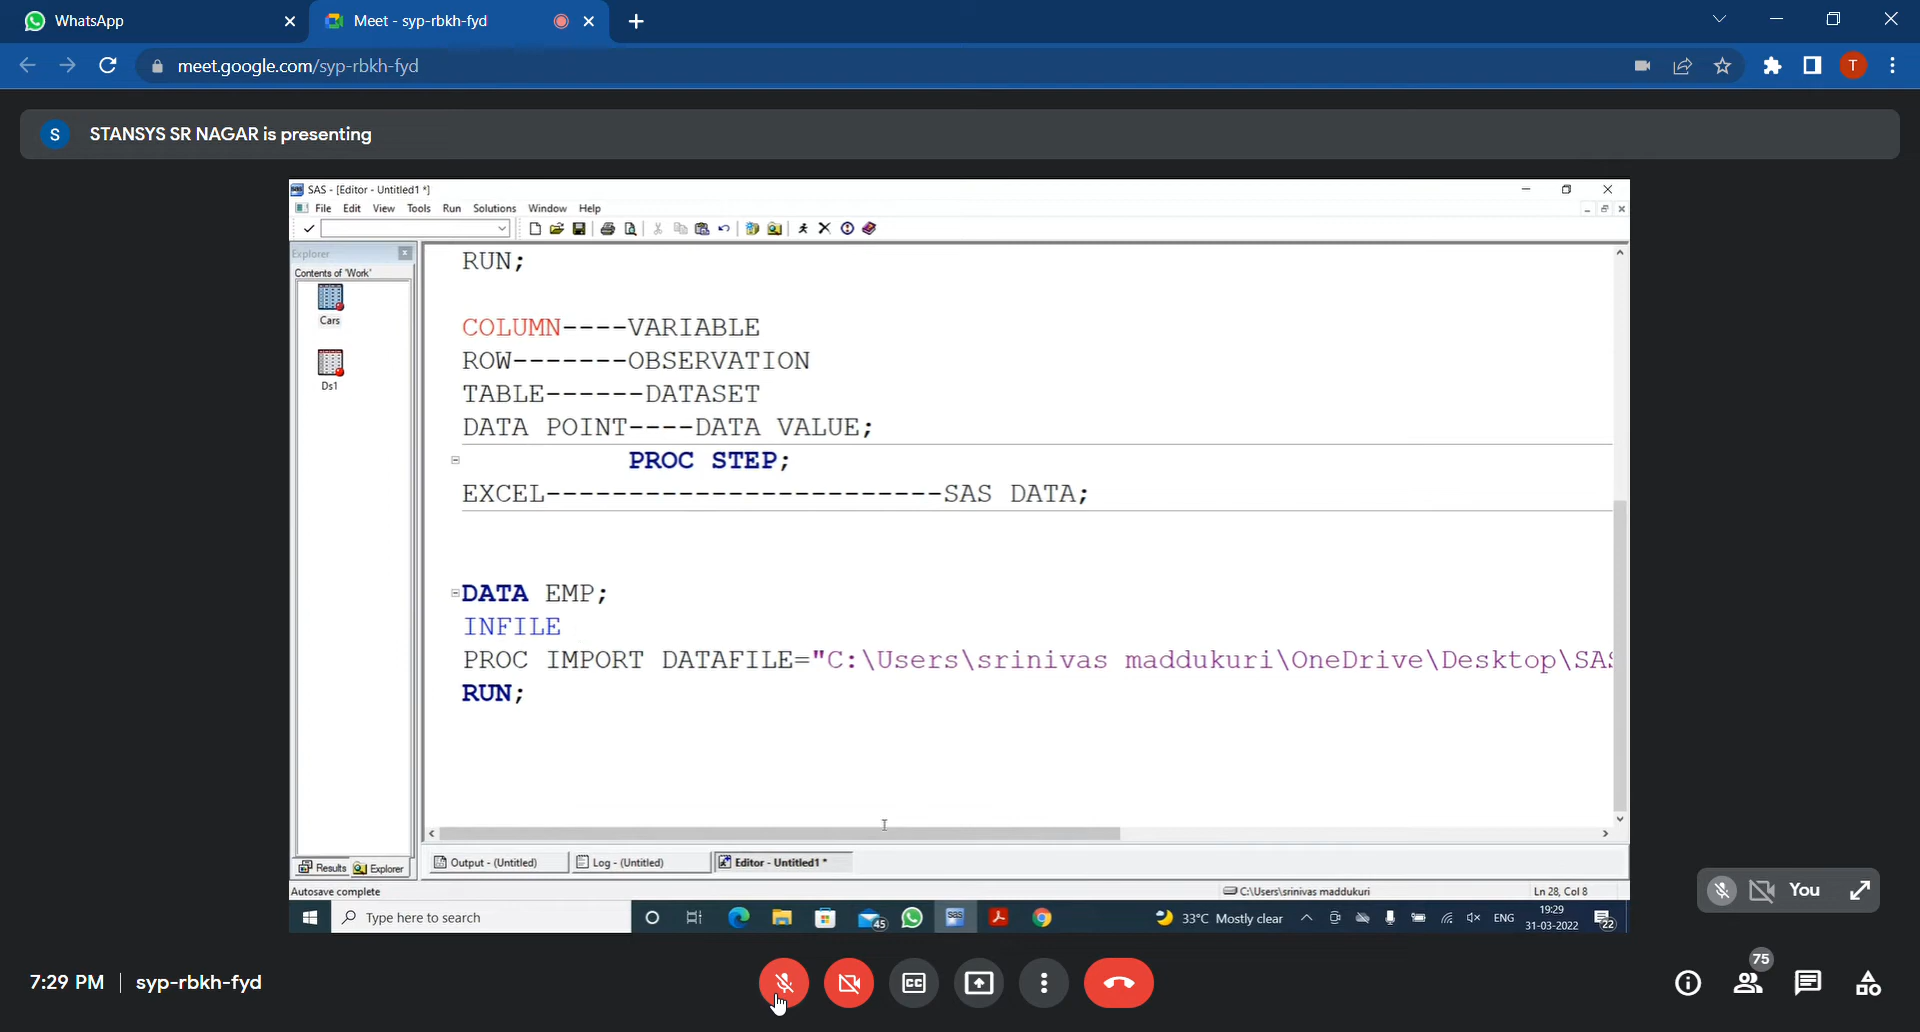 WhatsApp
Meet - syp-rbkh-fyd
meet.google.com/syp-rbkh-fyd
T
S STANSYS SR NAGAR is presenting
SAS - [Editor - Untitled1 *]
File Edit View Tools Run Solutions Window Help
Explorer
Contents of 'Work'
Cars
Ds1
RUN;
COLUMN----VARIABLE
ROW-------OBSERVATION
TABLE------DATASET
DATA POINT----DATA VALUE;
PROC STEP;
EXCEL------------------------SAS DATA;
DATA EMP;
INFILE
PROC IMPORT DATAFILE="C:\Users\srinivas maddukuri\OneDrive\Desktop\SAS
RUN;
Results Explorer
Output - (Untitled) Log - (Untitled) Editor - Untitled1 *
Autosave complete C:\Users\srinivas maddukuri Ln 28, Col 8
Type here to search 45 sas 33°C Mostly clear ENG 19:29 31-03-2022 22
You
7:29 PM | syp-rbkh-fyd
CC
75